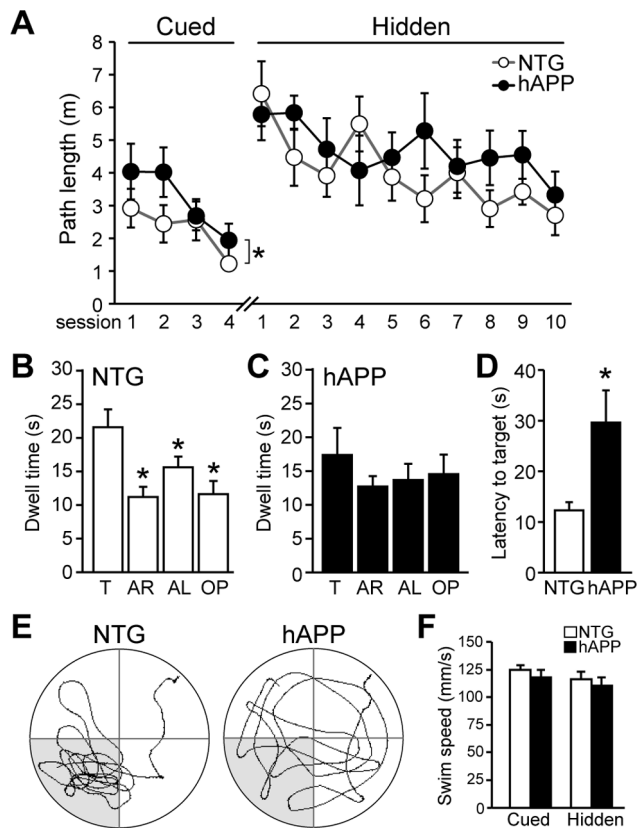 A
Cued
Hidden
Path length (m)
8
7
6
5
4
3
2
1
0
NTG
hAPP
*
session 1 2 3 4 1 2 3 4 5 6 7 8 9 10
B
NTG
Dwell time (s)
30
25
20
15
10
5
0
* * *
T AR AL OP
C
hAPP
Dwell time (s)
30
25
20
15
10
5
0
T AR AL OP
D
Latency to target (s)
40
30
20
10
0
*
NTG hAPP
E
NTG
hAPP
F
Swim speed (mm/s)
150
125
100
75
50
25
0
NTG
hAPP
Cued Hidden